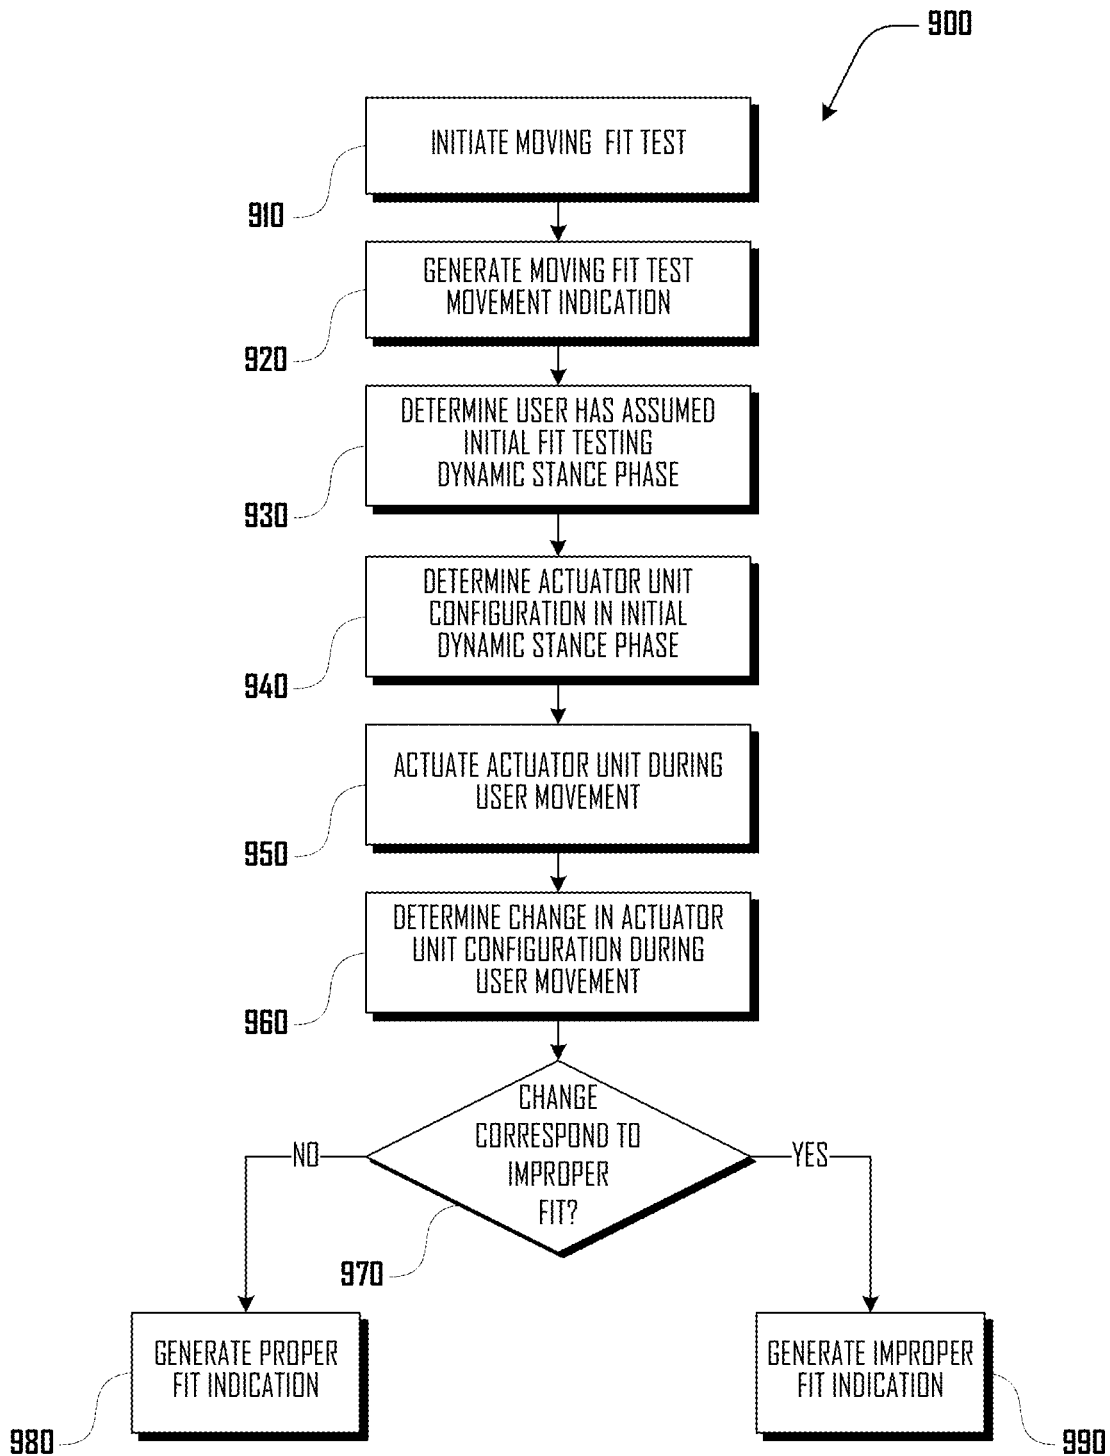 900
INITIATE MOVING FIT TEST
910
GENERATE MOVING FIT TEST
MOVEMENT INDICATION
920
DETERMINE USER HAS ASSUMED
INITIAL FIT TESTING
DYNAMIC STANCE PHASE
930
DETERMINE ACTUATOR UNIT
CONFIGURATION IN INITIAL
DYNAMIC STANCE PHASE
940
ACTUATE ACTUATOR UNIT DURING
USER MOVEMENT
950
DETERMINE CHANGE IN ACTUATOR
UNIT CONFIGURATION DURING
USER MOVEMENT
960
CHANGE
CORRESPOND TO
IMPROPER
FIT?
NO
YES
970
GENERATE PROPER
FIT INDICATION
980
GENERATE IMPROPER
FIT INDICATION
990